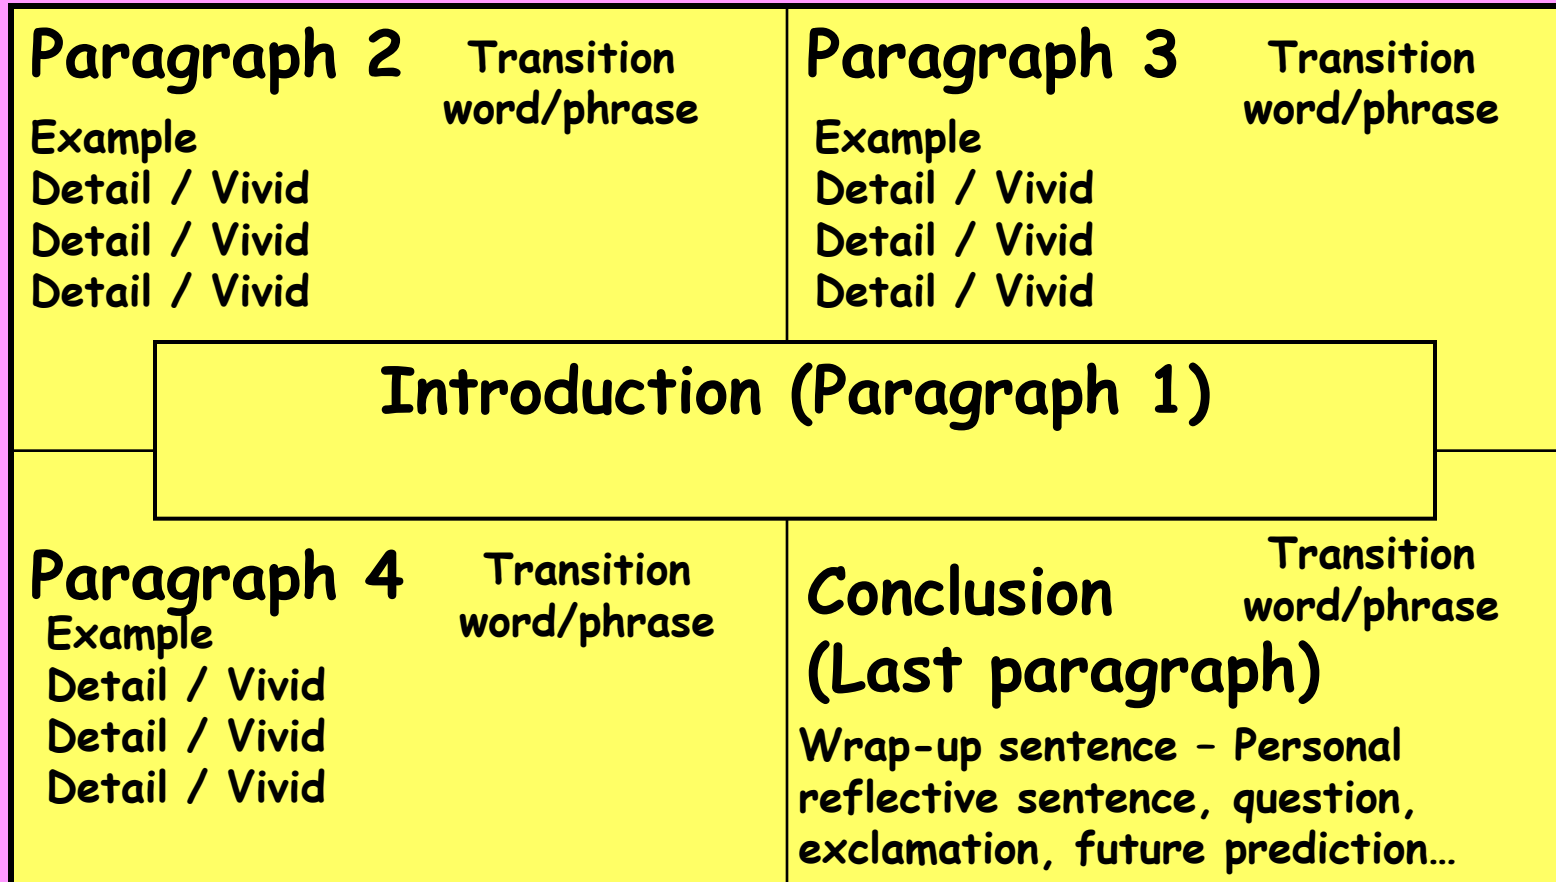 Paragraph 2
Transition
word/phrase
Example
Detail / Vivid
Detail / Vivid
Detail / Vivid
Paragraph 3
Transition
word/phrase
Example
Detail / Vivid
Detail / Vivid
Detail / Vivid
Introduction (Paragraph 1)
Paragraph 4
Transition
word/phrase
Example
Detail / Vivid
Detail / Vivid
Detail / Vivid
Conclusion
(Last paragraph)
Transition
word/phrase
Wrap-up sentence – Personal
reflective sentence, question,
exclamation, future prediction…